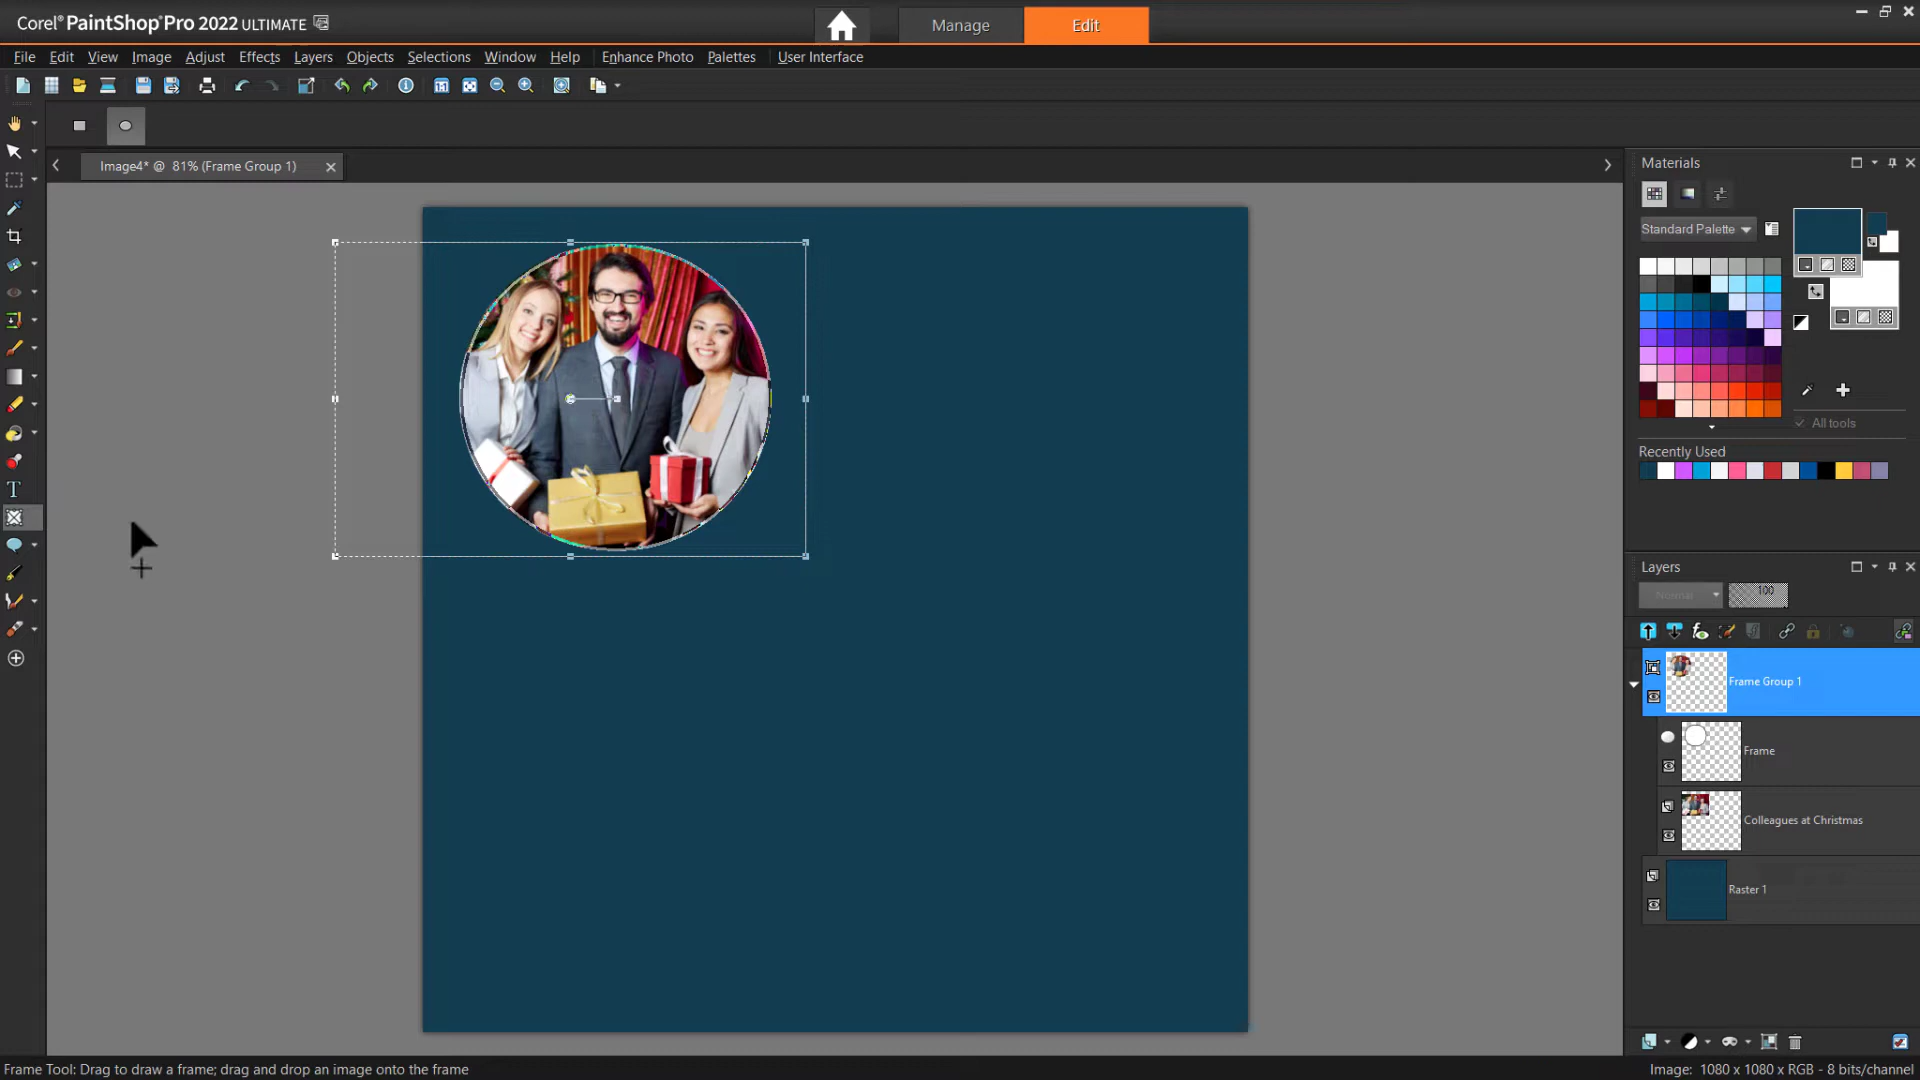 Corel® PaintShop® Pro 2022 ULTIMATE
Manage
Edit
File Edit View Image Adjust Effects Layers Objects Selections Window Help Enhance Photo Palettes User Interface
Image4* @ 81% (Frame Group 1)
Materials
Standard Palette
All tools
Recently Used
Layers
Normal 100
Frame Group 1
Frame
Colleagues at Christmas
Raster 1
Frame Tool: Drag to draw a frame; drag and drop an image onto the frame
Image: 1080 x 1080 x RGB - 8 bits/channel